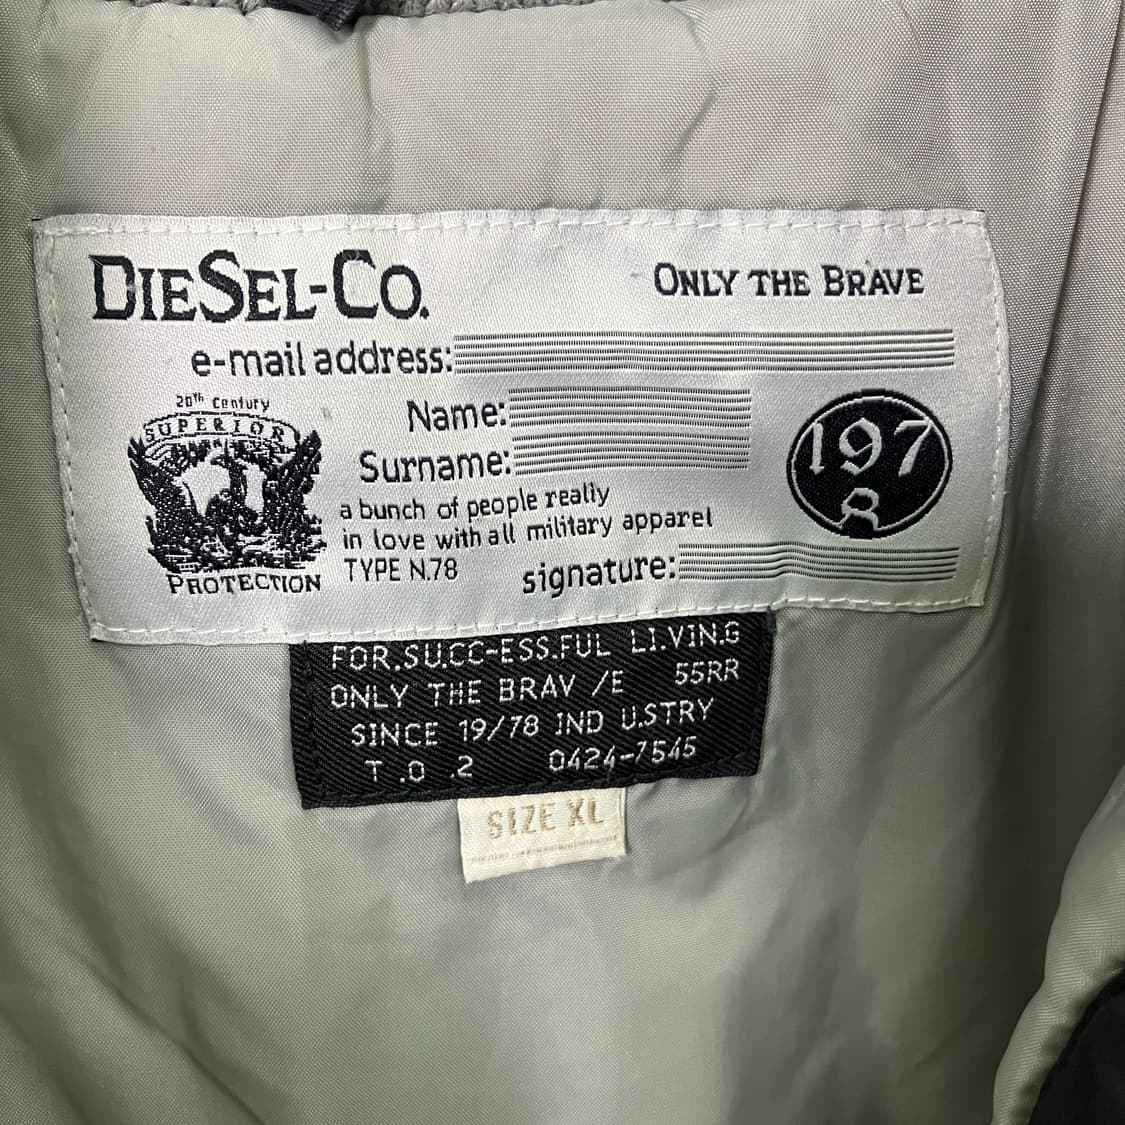 DIESEL-CO.
ONLY THE BRAVE
e-mail address:
20th Century
SUPERIOR
PROTECTION
Name:
Surname:
a bunch of people really
in love with all military apparel
TYPE N.78
signature:
197
8
FOR.SU.CC-ESS.FUL LI.VIN.G
ONLY THE BRAV /E 55RR
SINCE 19/78 IND U.STRY
T .O .2 0424-7545
SIZE XL